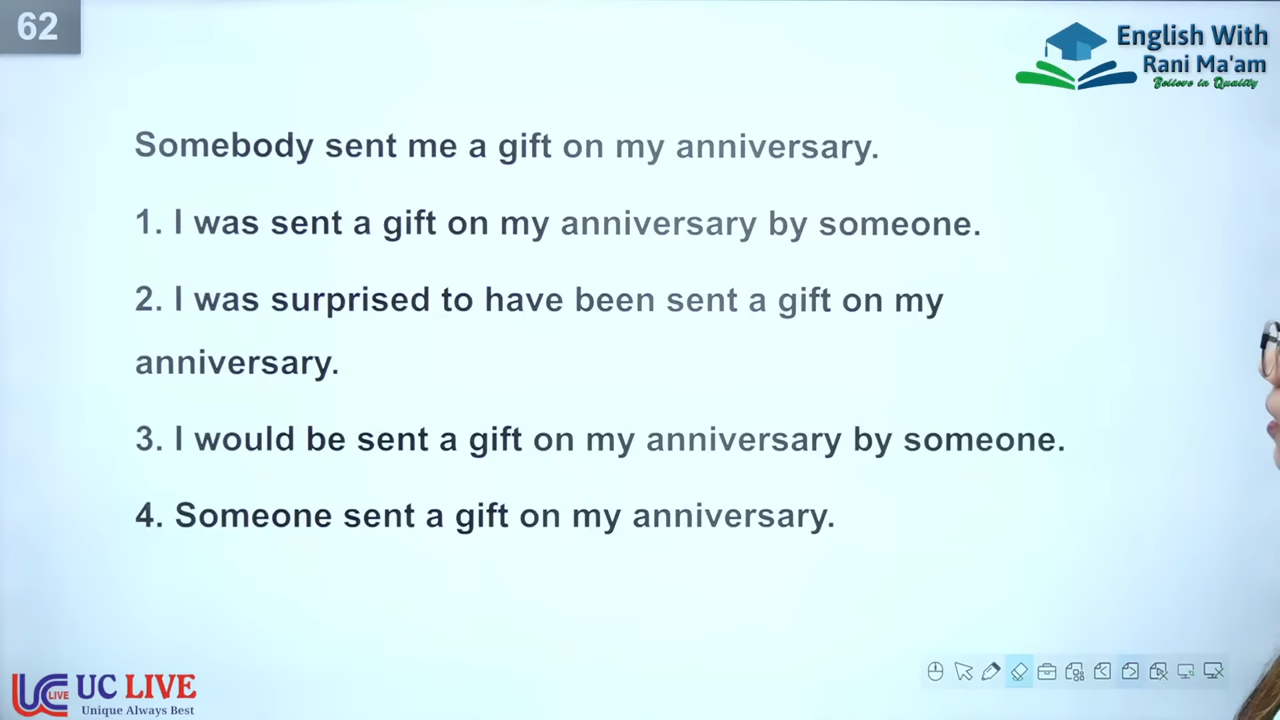 62
English With
Rani Ma'am
Believe in Quality
Somebody sent me a gift on my anniversary.
1. I was sent a gift on my anniversary by someone.
2. I was surprised to have been sent a gift on my
anniversary.
3. I would be sent a gift on my anniversary by someone.
4. Someone sent a gift on my anniversary.
UC LIVE
LIVE
Unique Always Best